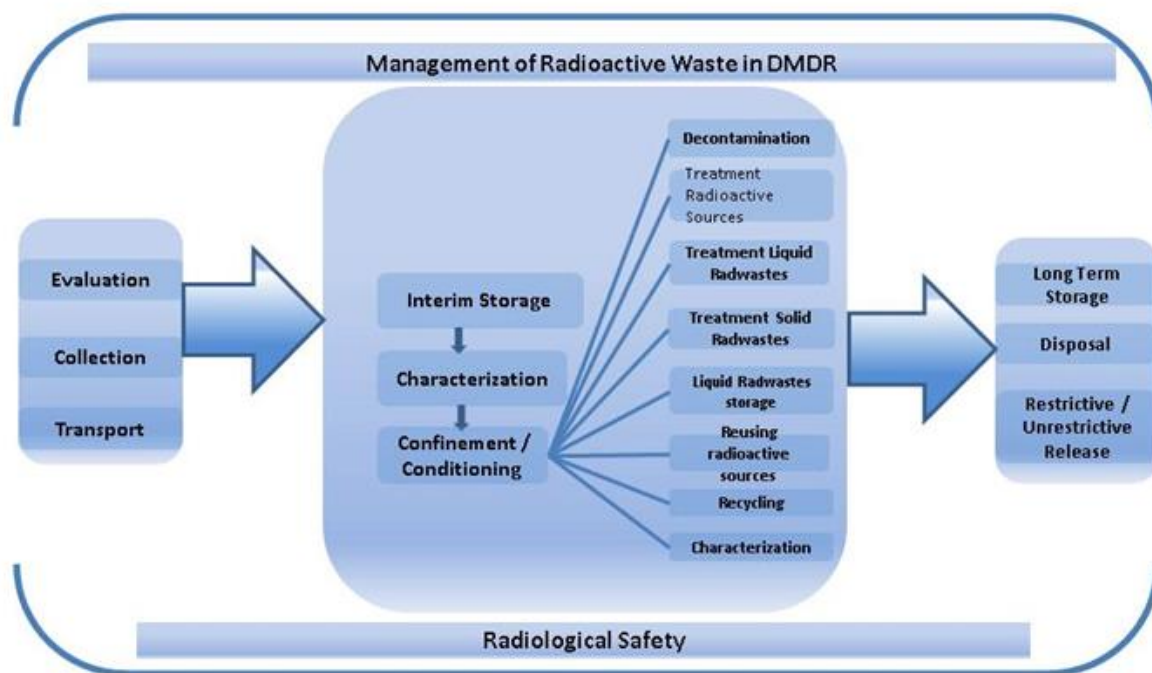 Management of Radioactive Waste in DMDR
Evaluation
Collection
Transport
Interim Storage
Characterization
Confinement /
Conditioning
Decontamination
Treatment
Radioactive
Sources
Treatment Liquid
Radwastes
Treatment Solid
Radwastes
Liquid Radwastes
storage
Reusing
radioactive
sources
Recycling
Characterization
Long Term
Storage
Disposal
Restrictive /
Unrestrictive
Release
Radiological Safety